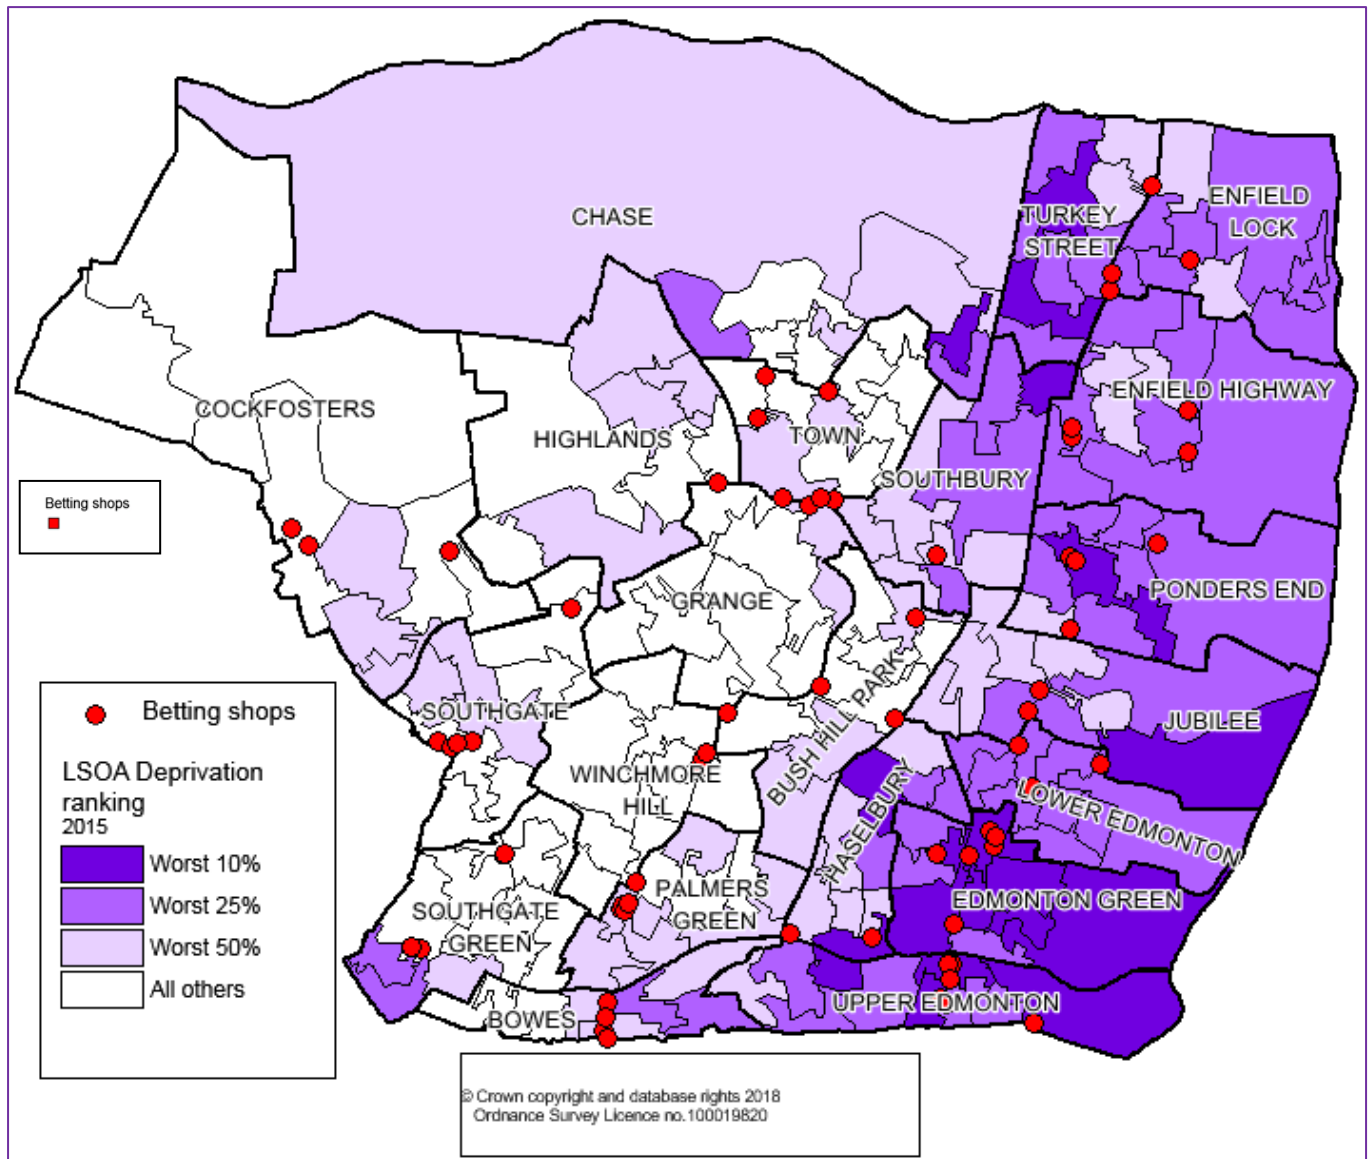 CHASE
TURKEY
STREET
ENFIELD
LOCK
COCKFOSTERS
HIGHLANDS
TOWN
ENFIELD HIGHWAY
SOUTHBURY
Betting shops
GRANGE
PONDERS END
Betting shops
LSOA Deprivation
ranking
2015
Worst 10%
Worst 25%
Worst 50%
All others
SOUTHGATE
BUSH HILL PARK
JUBILEE
WINCHMORE
HILL
HASELBURY
LOWER EDMONTON
PALMERS
GREEN
SOUTHGATE
GREEN
EDMONTON GREEN
BOWES
UPPER EDMONTON
© Crown copyright and database rights 2018
Ordnance Survey Licence no.100019820